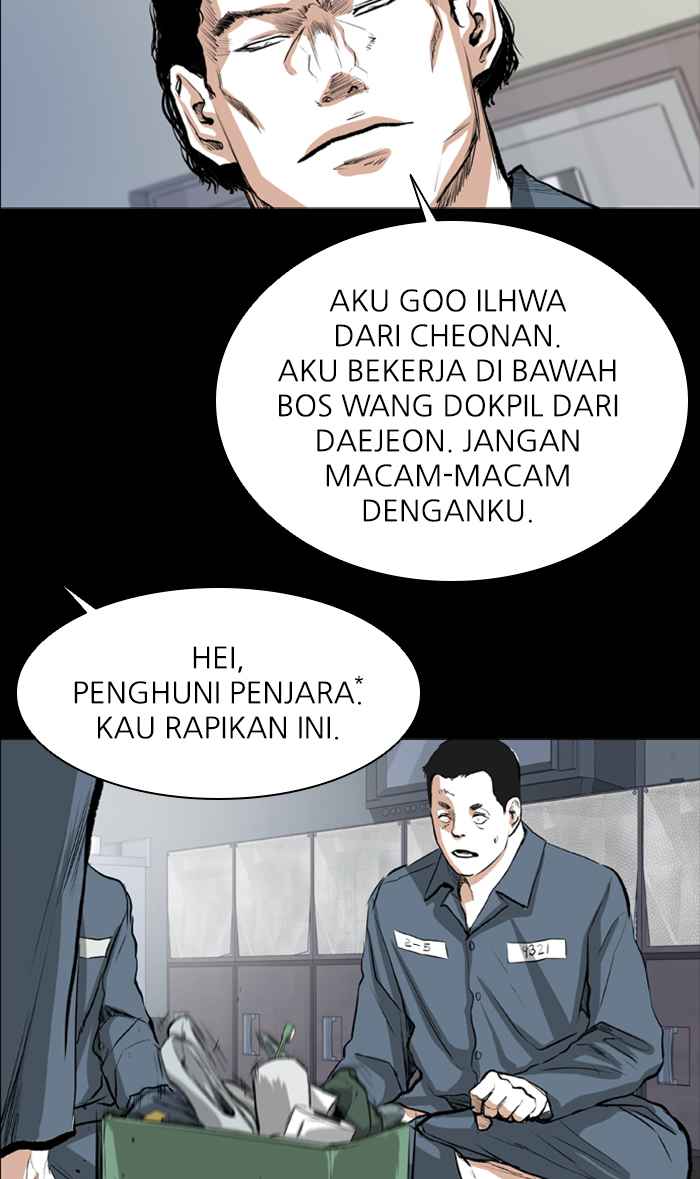 AKU GOO ILHWA
DARI CHEONAN.
AKU BEKERJA DI BAWAH
BOS WANG DOKPIL DARI
DAEJEON. JANGAN
MACAM-MACAM
DENGANKU.
HEI,
PENGHUNI PENJARA*.
KAU RAPIKAN INI.
2-5
9321